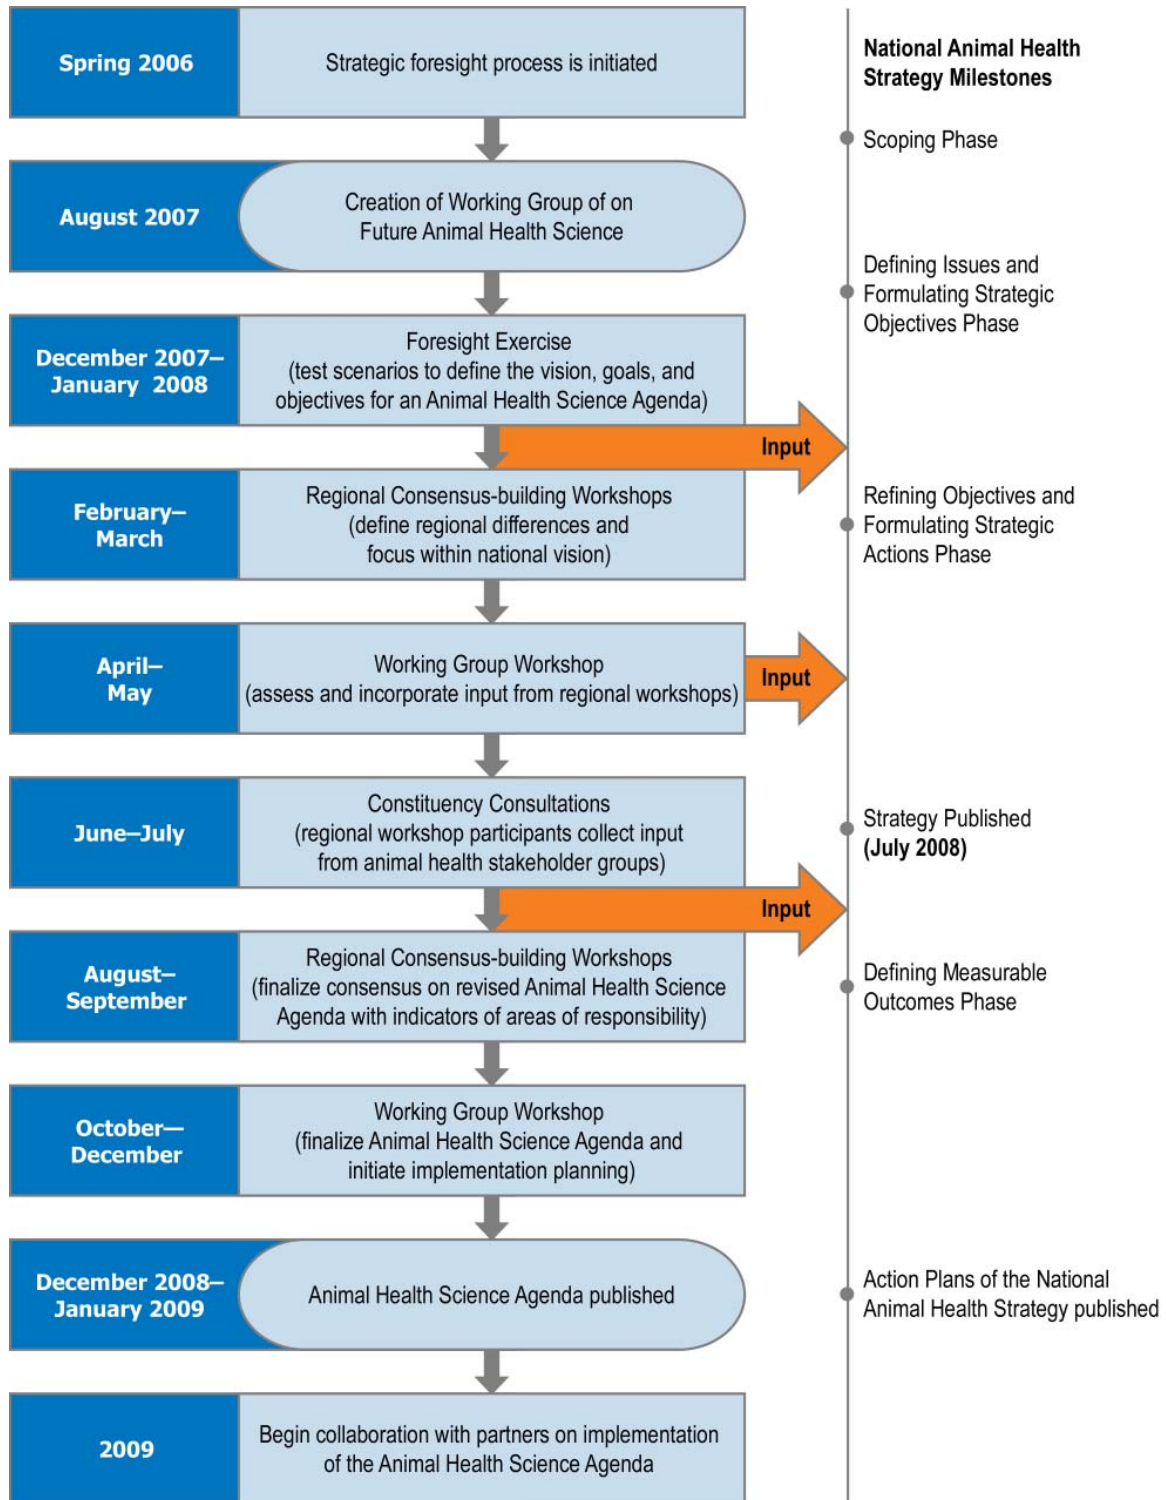 Spring 2006
Strategic foresight process is initiated
National Animal Health
Strategy Milestones
Scoping Phase
August 2007
Creation of Working Group of on
Future Animal Health Science
Defining Issues and
Formulating Strategic
Objectives Phase
December 2007–
January 2008
Foresight Exercise
(test scenarios to define the vision, goals, and
objectives for an Animal Health Science Agenda)
Input
February–
March
Regional Consensus-building Workshops
(define regional differences and
focus within national vision)
Refining Objectives and
Formulating Strategic
Actions Phase
April–
May
Working Group Workshop
(assess and incorporate input from regional workshops)
Input
June–July
Constituency Consultations
(regional workshop participants collect input
from animal health stakeholder groups)
Strategy Published
(July 2008)
Input
August–
September
Regional Consensus-building Workshops
(finalize consensus on revised Animal Health Science
Agenda with indicators of areas of responsibility)
Defining Measurable
Outcomes Phase
October—
December
Working Group Workshop
(finalize Animal Health Science Agenda and
initiate implementation planning)
December 2008–
January 2009
Animal Health Science Agenda published
Action Plans of the National
Animal Health Strategy published
2009
Begin collaboration with partners on implementation
of the Animal Health Science Agenda